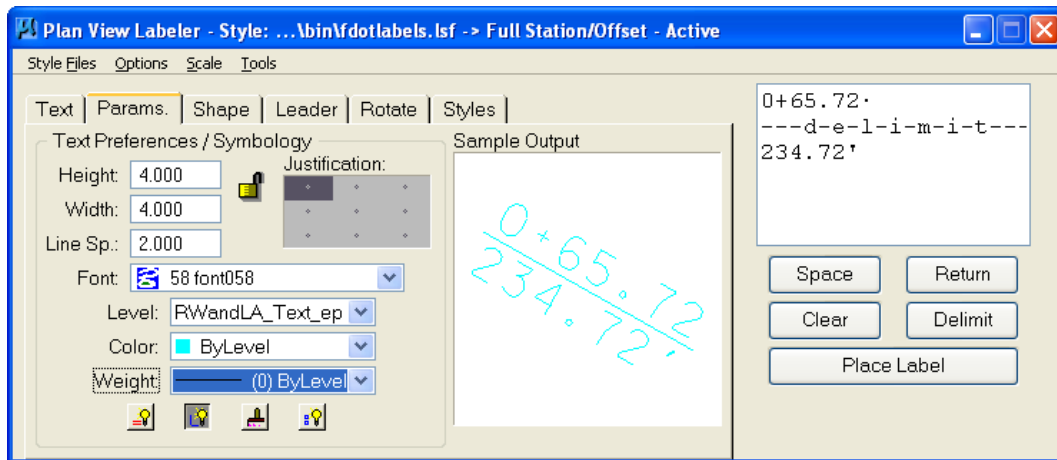 Plan View Labeler - Style: ...\bin\fdotlabels.lsf -> Full Station/Offset - Active
Style Files Options Scale Tools
Text Params. Shape Leader Rotate Styles
Text Preferences / Symbology
Height: 4.000
Width: 4.000
Line Sp.: 2.000
Justification:
Font: 58 font058
Level: RWandLA_Text_ep
Color: ByLevel
Weight: (0) ByLevel
Sample Output
0+65.72
234.72'
0+65.72·
---d-e-l-i-m-i-t---
234.72'
Space Return
Clear Delimit
Place Label